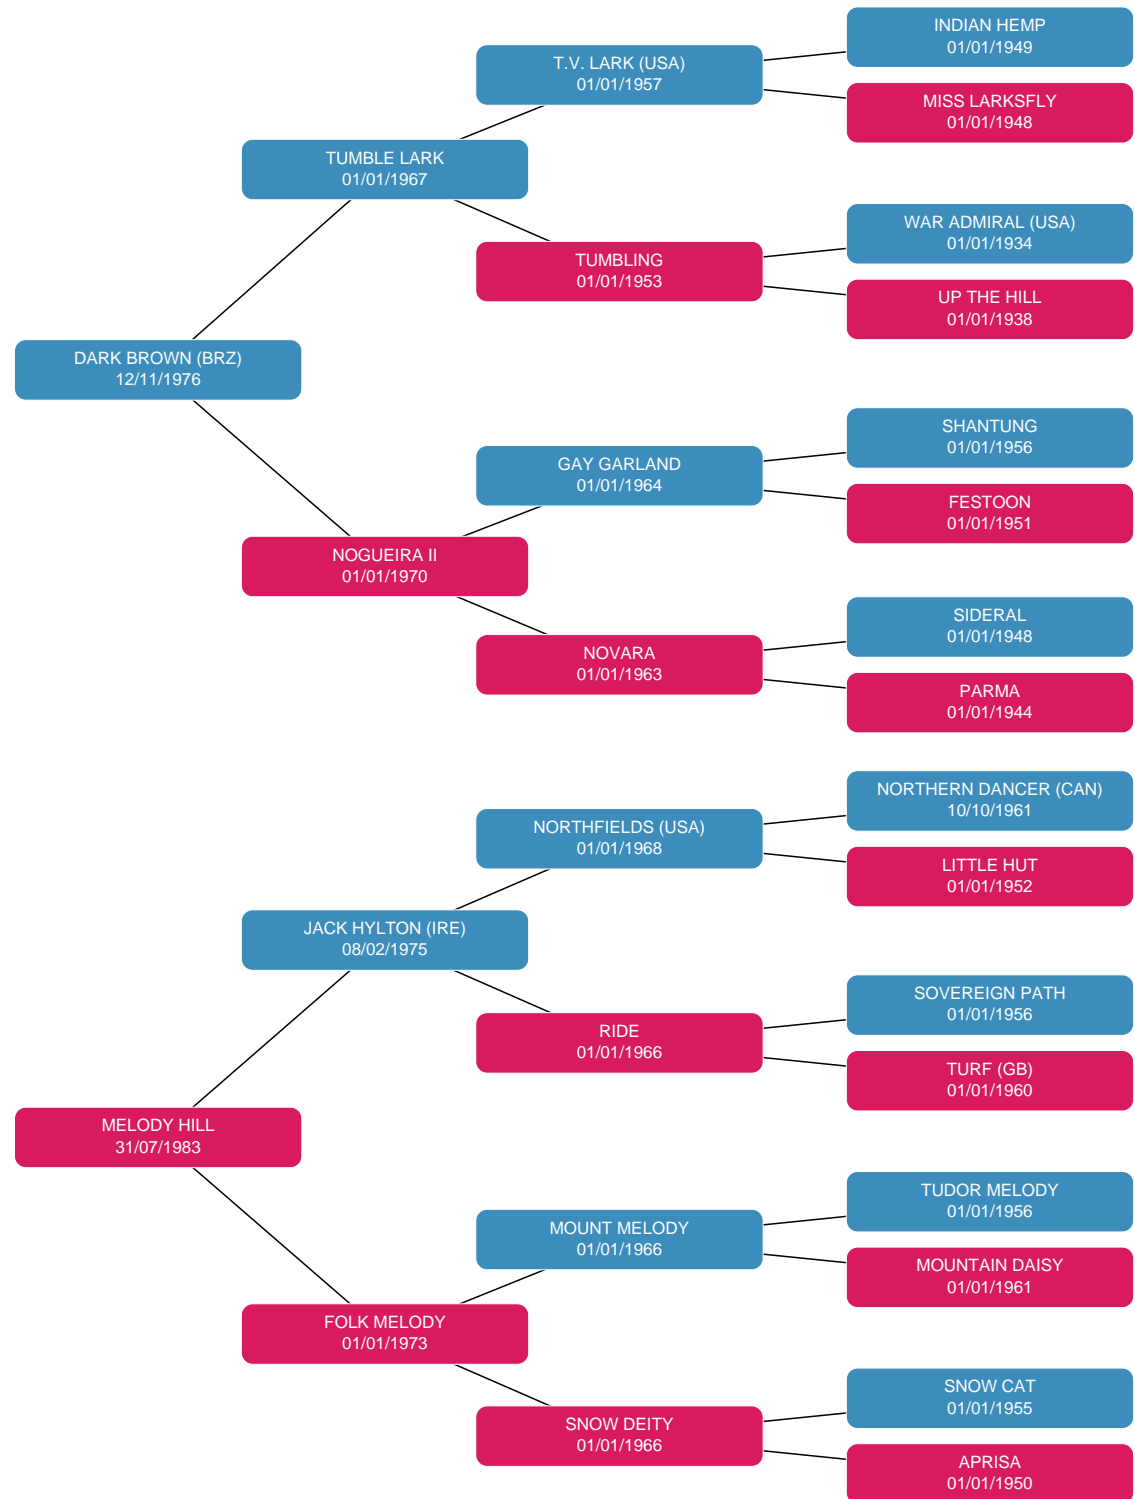 INDIAN HEMP
01/01/1949
T.V. LARK (USA)
01/01/1957
MISS LARKSFLY
01/01/1948
TUMBLE LARK
01/01/1967
WAR ADMIRAL (USA)
01/01/1934
TUMBLING
01/01/1953
UP THE HILL
01/01/1938
DARK BROWN (BRZ)
12/11/1976
SHANTUNG
01/01/1956
GAY GARLAND
01/01/1964
FESTOON
01/01/1951
NOGUEIRA II
01/01/1970
SIDERAL
01/01/1948
NOVARA
01/01/1963
PARMA
01/01/1944
NORTHERN DANCER (CAN)
10/10/1961
NORTHFIELDS (USA)
01/01/1968
LITTLE HUT
01/01/1952
JACK HYLTON (IRE)
08/02/1975
SOVEREIGN PATH
01/01/1956
RIDE
01/01/1966
TURF (GB)
01/01/1960
MELODY HILL
31/07/1983
TUDOR MELODY
01/01/1956
MOUNT MELODY
01/01/1966
MOUNTAIN DAISY
01/01/1961
FOLK MELODY
01/01/1973
SNOW CAT
01/01/1955
SNOW DEITY
01/01/1966
APRISA
01/01/1950